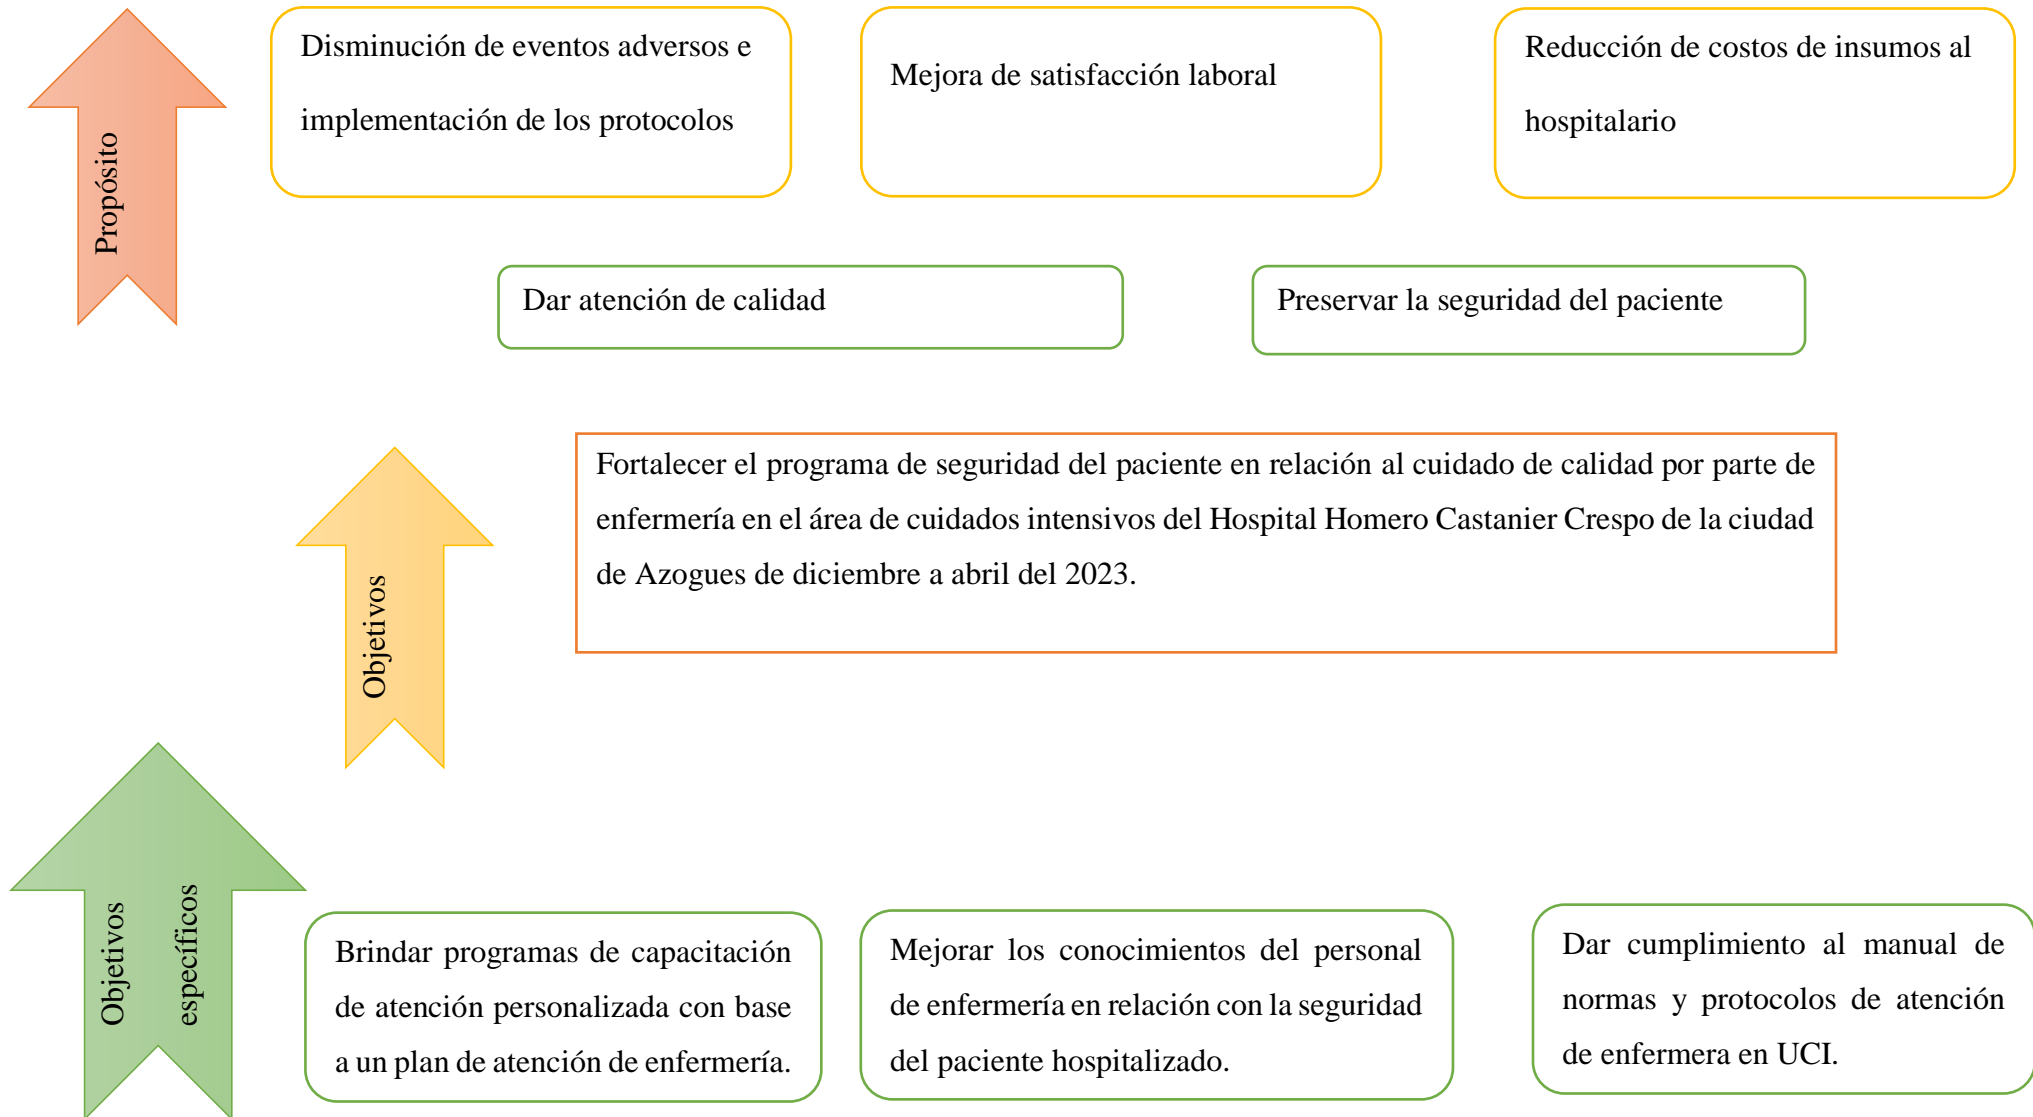 Propósito
Disminución de eventos adversos e
implementación de los protocolos
Mejora de satisfacción laboral
Reducción de costos de insumos al
hospitalario
Dar atención de calidad
Preservar la seguridad del paciente
Objetivos
Fortalecer el programa de seguridad del paciente en relación al cuidado de calidad por parte de
enfermería en el área de cuidados intensivos del Hospital Homero Castanier Crespo de la ciudad
de Azogues de diciembre a abril del 2023.
Objetivos
específicos
Brindar programas de capacitación
de atención personalizada con base
a un plan de atención de enfermería.
Mejorar los conocimientos del personal
de enfermería en relación con la seguridad
del paciente hospitalizado.
Dar cumplimiento al manual de
normas y protocolos de atención
de enfermera en UCI.